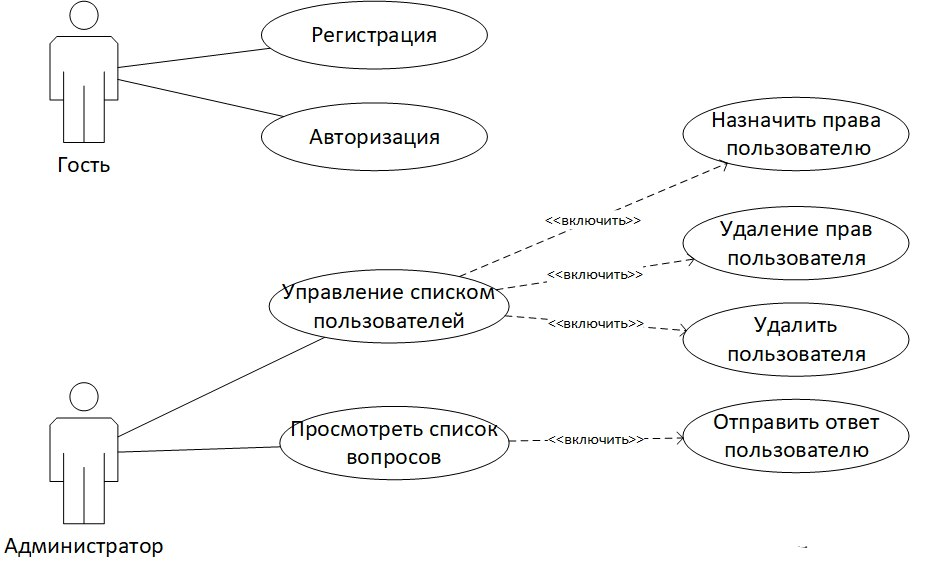 Регистрация
Авторизация
Гость
Назначить права
пользователю
<<включить>>
Удаление прав
пользователя
<<включить>>
Управление списком
пользователей
<<включить>>
Удалить
пользователя
Просмотреть список
вопросов
<<включить>>
Отправить ответ
пользователю
Администратор